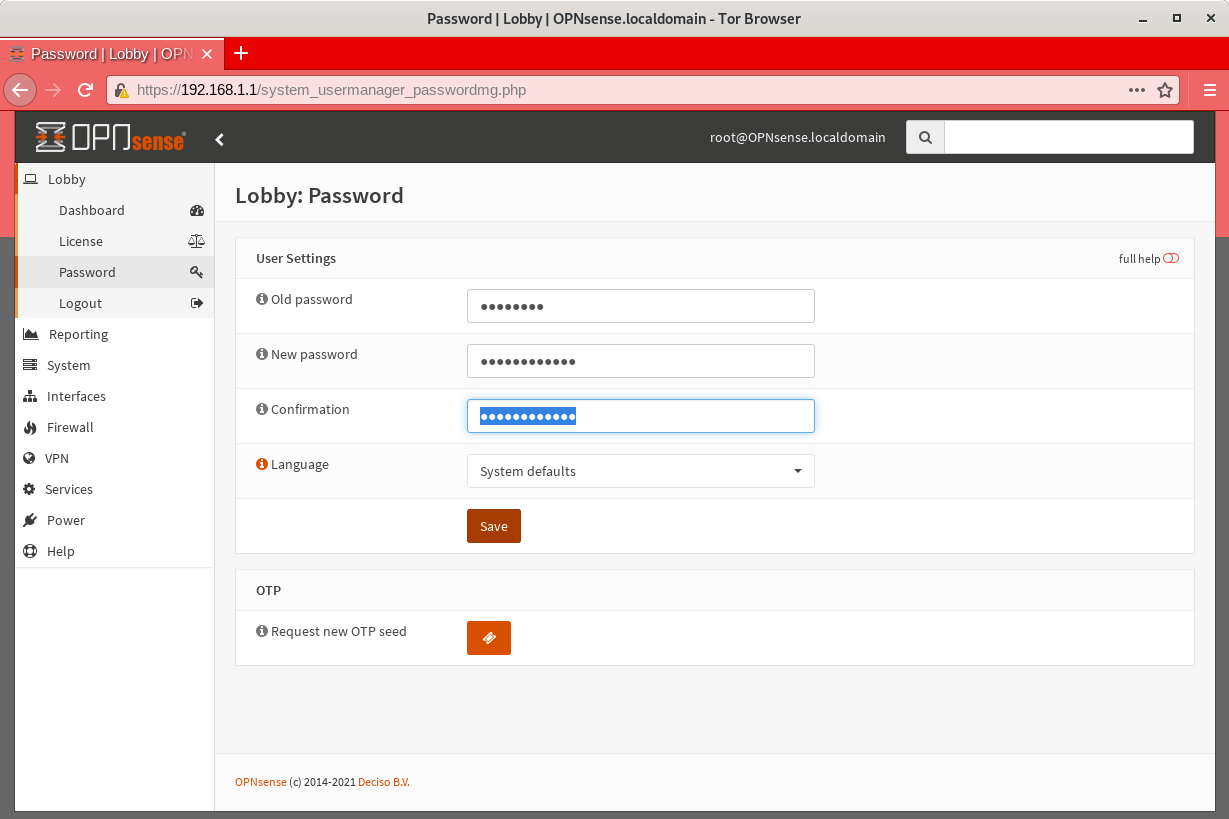 Password | Lobby | OPNsense.localdomain - Tor Browser
Password | Lobby | OPN
https://192.168.1.1/system_usermanager_passwordmg.php
OPNsense
root@OPNsense.localdomain
Lobby
Dashboard
License
Password
Logout
Reporting
System
Interfaces
Firewall
VPN
Services
Power
Help
Lobby: Password
User Settings full help
Old password ●●●●●●●●
New password ●●●●●●●●●●●●
Confirmation ●●●●●●●●●●●●
Language System defaults
Save
OTP
Request new OTP seed
OPNsense (c) 2014-2021 Deciso B.V.